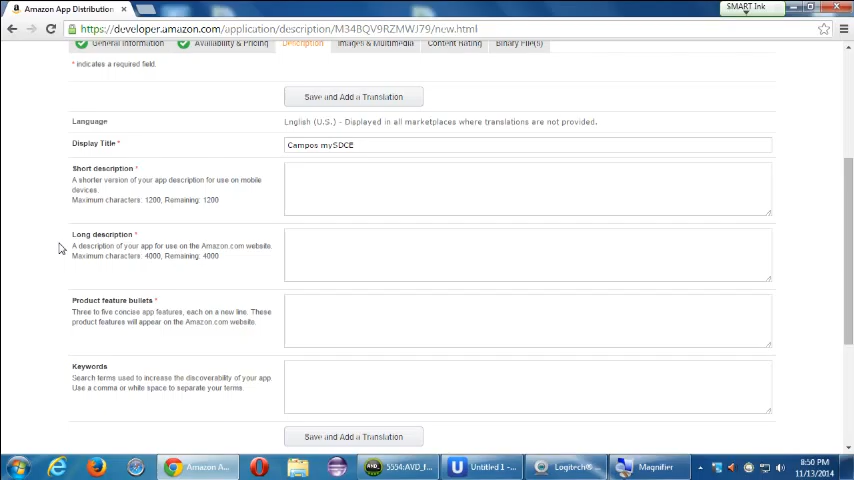 Amazon App Distribution
SMART Ink
https://developer.amazon.com/application/description/M34BQV9RZMWJ79/new.html
General Information
Availability & Pricing
Description
Images & Multimedia
Content Rating
Binary File(s)
* indicates a required field.
Save and Add a Translation
Language
English (U.S.) - Displayed in all marketplaces where translations are not provided.
Display Title *
Campos mySDCE
Short description *
A shorter version of your app description for use on mobile
devices.
Maximum characters: 1200, Remaining: 1200
Long description *
A description of your app for use on the Amazon.com website.
Maximum characters: 4000, Remaining: 4000
Product feature bullets *
Three to five concise app features, each on a new line. These
product features will appear on the Amazon.com website.
Keywords
Search terms used to increase the discoverability of your app.
Use a comma or white space to separate your terms.
Save and Add a Translation
Amazon A...
5554:AVD_f...
Untitled 1 -...
Logitech® ...
Magnifier
8:50 PM
11/13/2014